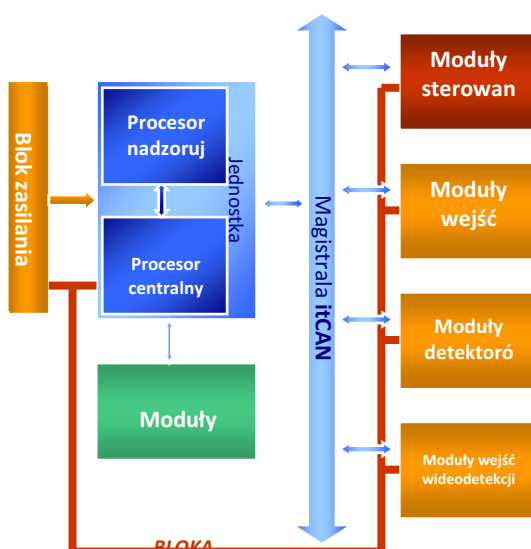 Blok zasilania
Procesor
nadzoruj
Jednostka
Procesor
centralny
Moduły
Magistrala itCAN
Moduły
sterowan
Moduły
wejść
Moduły
detektoró
Moduły wejść
wideodetekcji
BLOKA